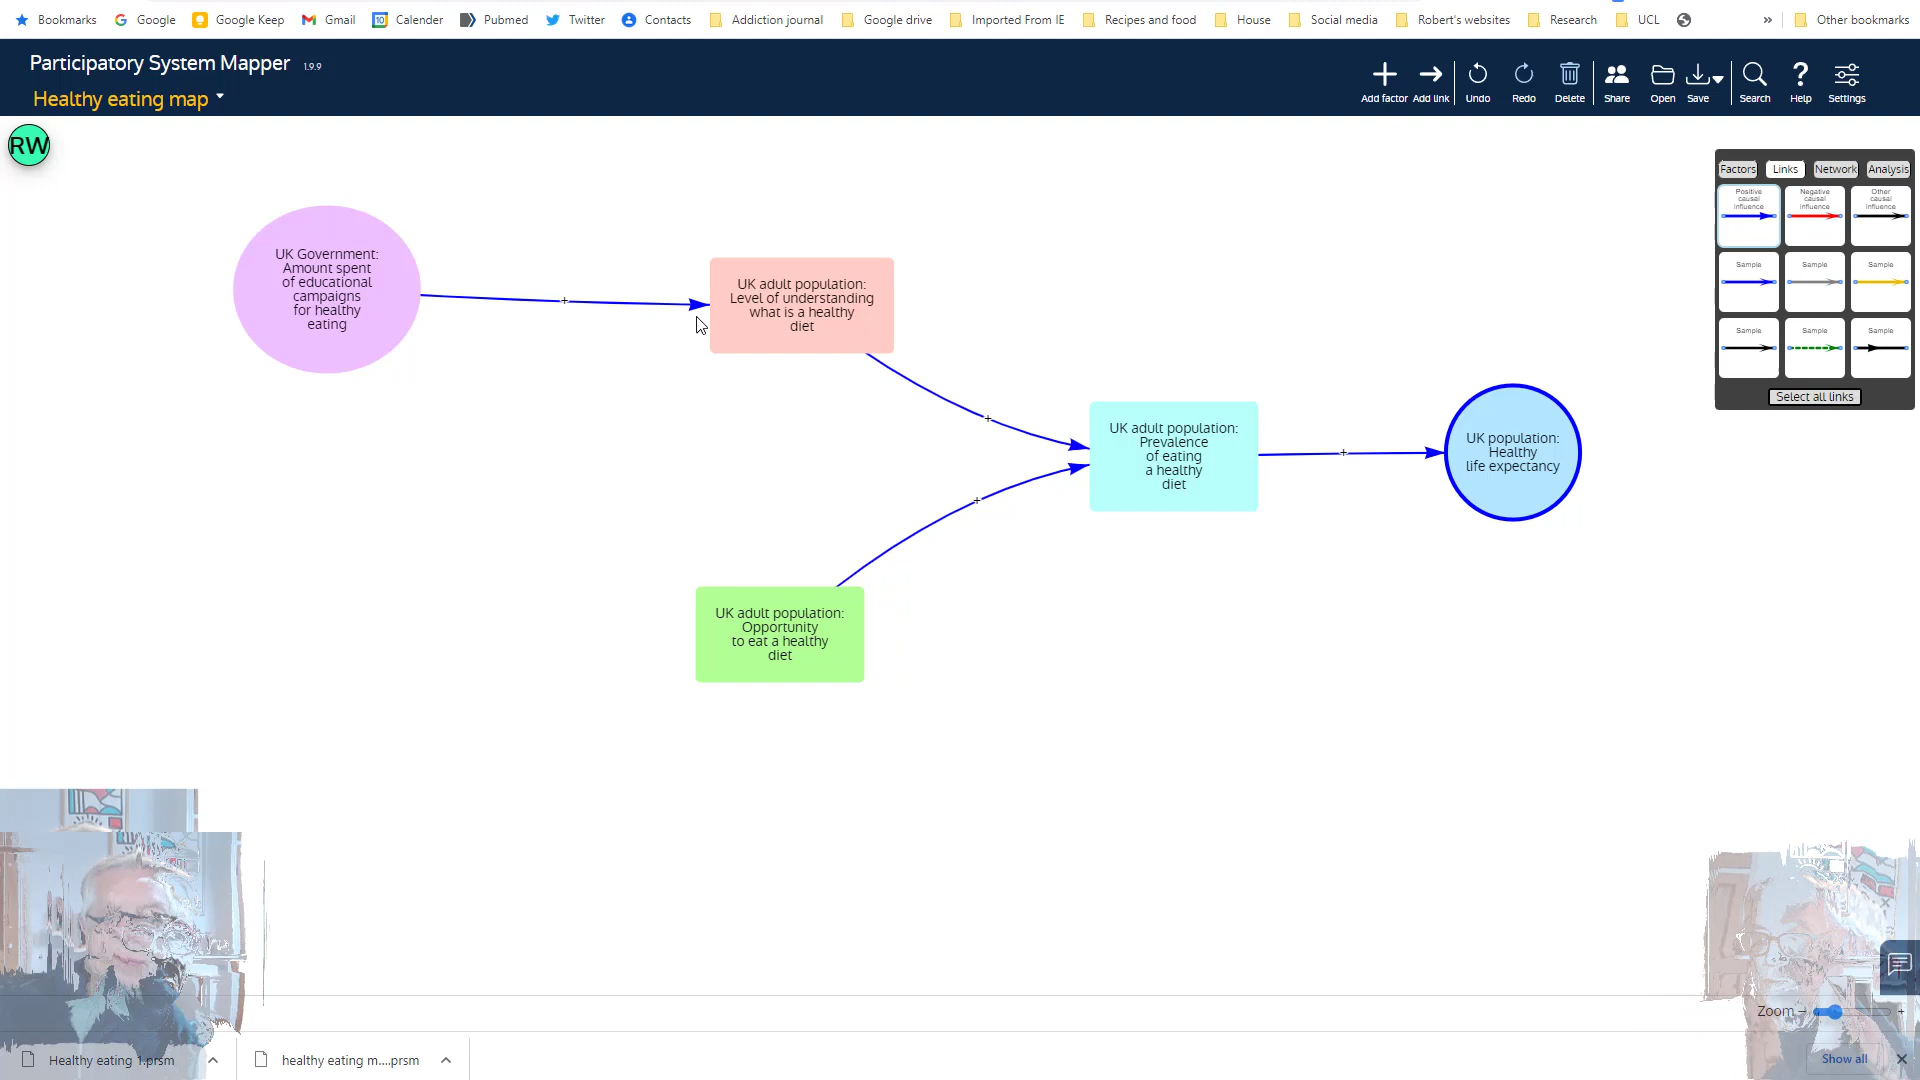 Bookmarks Google Google Keep Gmail 10 Calender Pubmed Twitter Contacts Addiction journal Google drive Imported From IE Recipes and food House Social media Robert's websites Research UCL » Other bookmarks
Participatory System Mapper 1.9.9
Healthy eating map
Add factor Add link Undo Redo Delete Share Open Save Search Help Settings
RW
Factors Links Network Analysis
Positive
causal
influence
Negative
causal
influence
Other
causal
influence
Sample Sample Sample
Sample Sample Sample
Select all links
UK Government:
Amount spent
of educational
campaigns
for healthy
eating
+
UK adult population:
Level of understanding
what is a healthy
diet
+
UK adult population:
Prevalence
of eating
a healthy
diet
+
UK population:
Healthy
life expectancy
+
UK adult population:
Opportunity
to eat a healthy
diet
Zoom − +
Healthy eating 1.prsm healthy eating m....prsm Show all